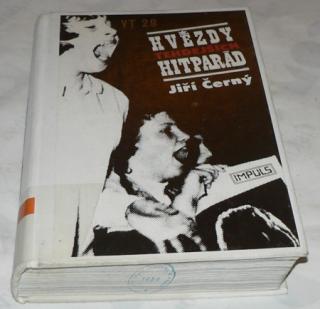 VT 28
HVĚZDY
TEHDEJŠÍCH
HITPARÁD
Jiří Černý
IMPULS